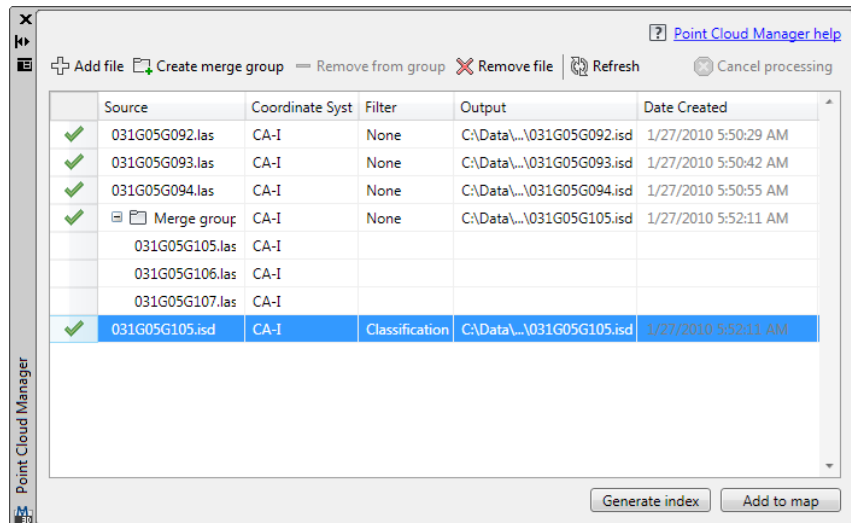 Point Cloud Manager help
Add file Create merge group Remove from group Remove file Refresh Cancel processing
Source Coordinate Syst Filter Output Date Created
031G05G092.las CA-I None C:\Data\...\031G05G092.isd 1/27/2010 5:50:29 AM
031G05G093.las CA-I None C:\Data\...\031G05G093.isd 1/27/2010 5:50:42 AM
031G05G094.las CA-I None C:\Data\...\031G05G094.isd 1/27/2010 5:50:55 AM
Merge group CA-I None C:\Data\...\031G05G105.isd 1/27/2010 5:52:11 AM
031G05G105.las CA-I
031G05G106.las CA-I
031G05G107.las CA-I
031G05G105.isd CA-I Classification C:\Data\...\031G05G105.isd 1/27/2010 5:52:11 AM
Generate index Add to map
Point Cloud Manager